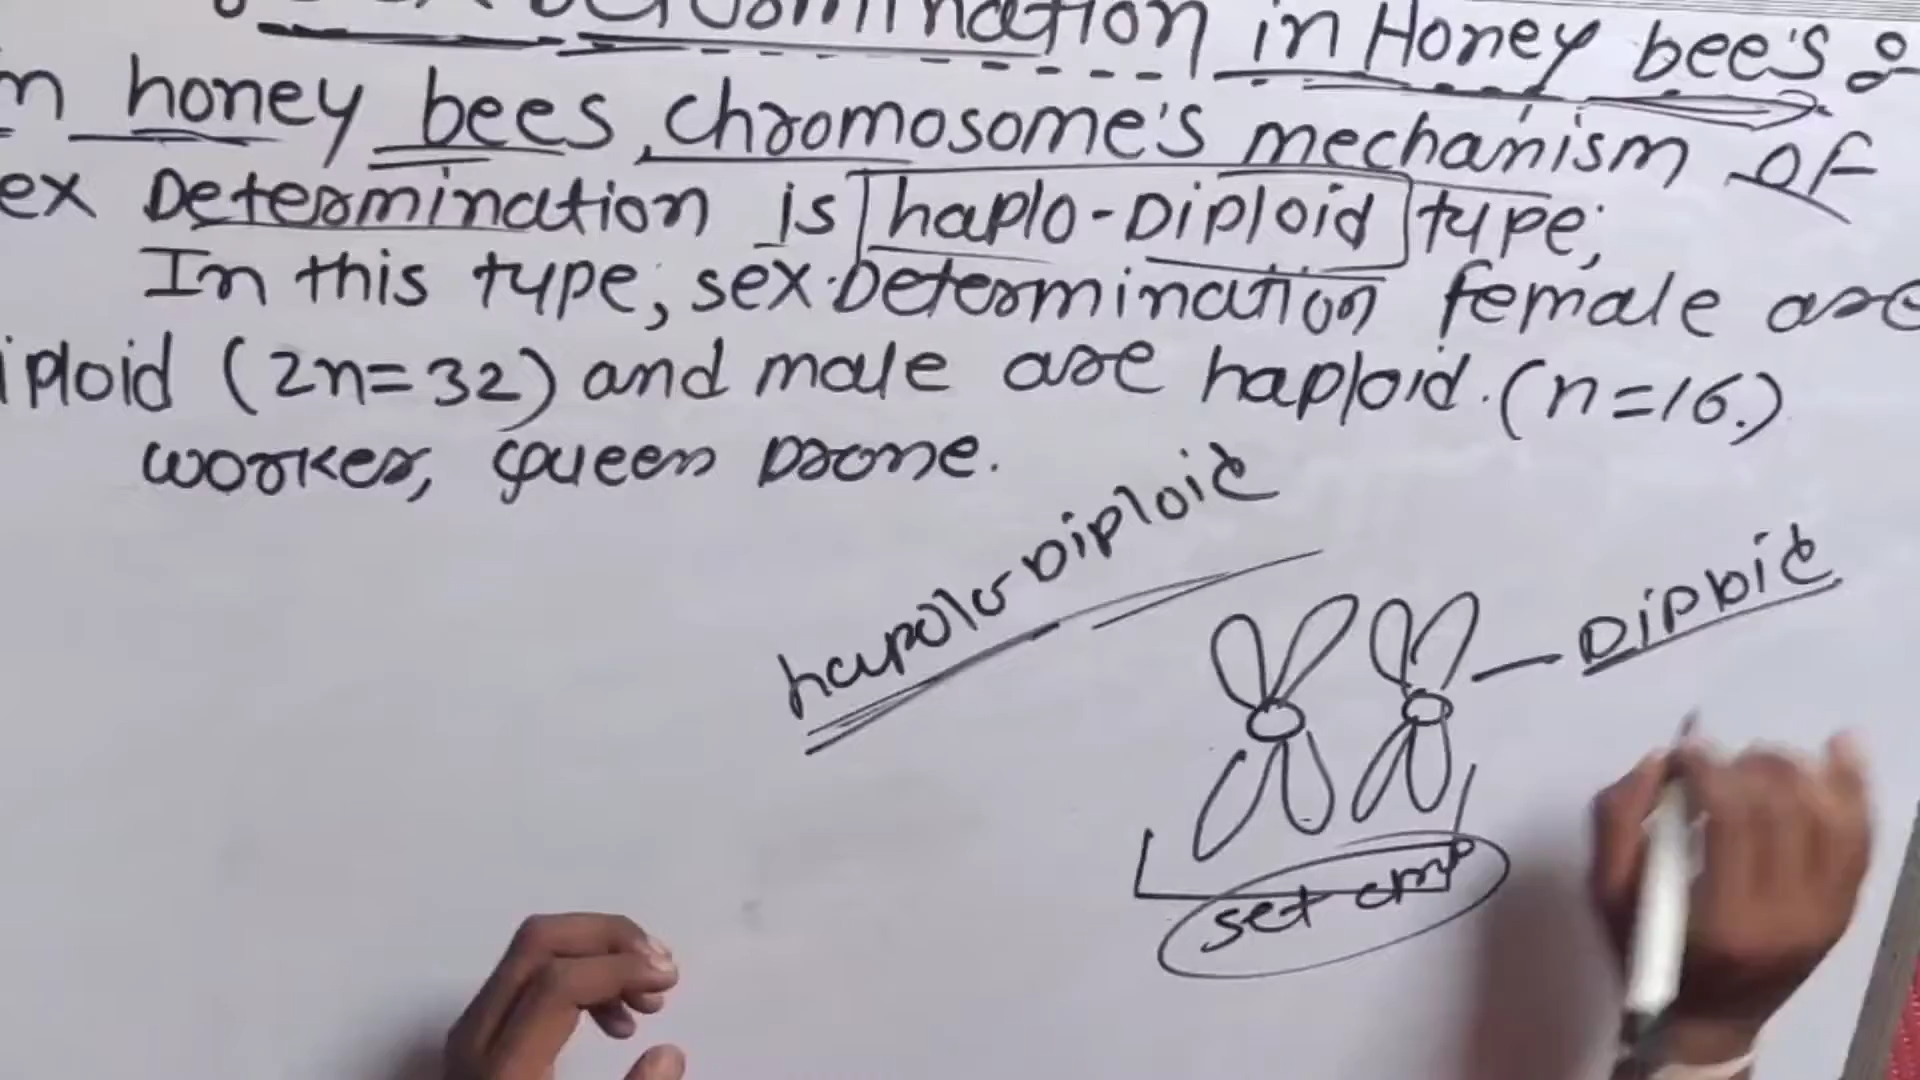 in Honey bee's :-
honey bees, chromosome's mechanism of
ex Determination is haplo-Diploid type;
In this type, sex.Determination female are
iploid (2n=32) and male are haploid. (n=16.)
worker, queen Drone.
haplo Diploid
Diploid
set cm